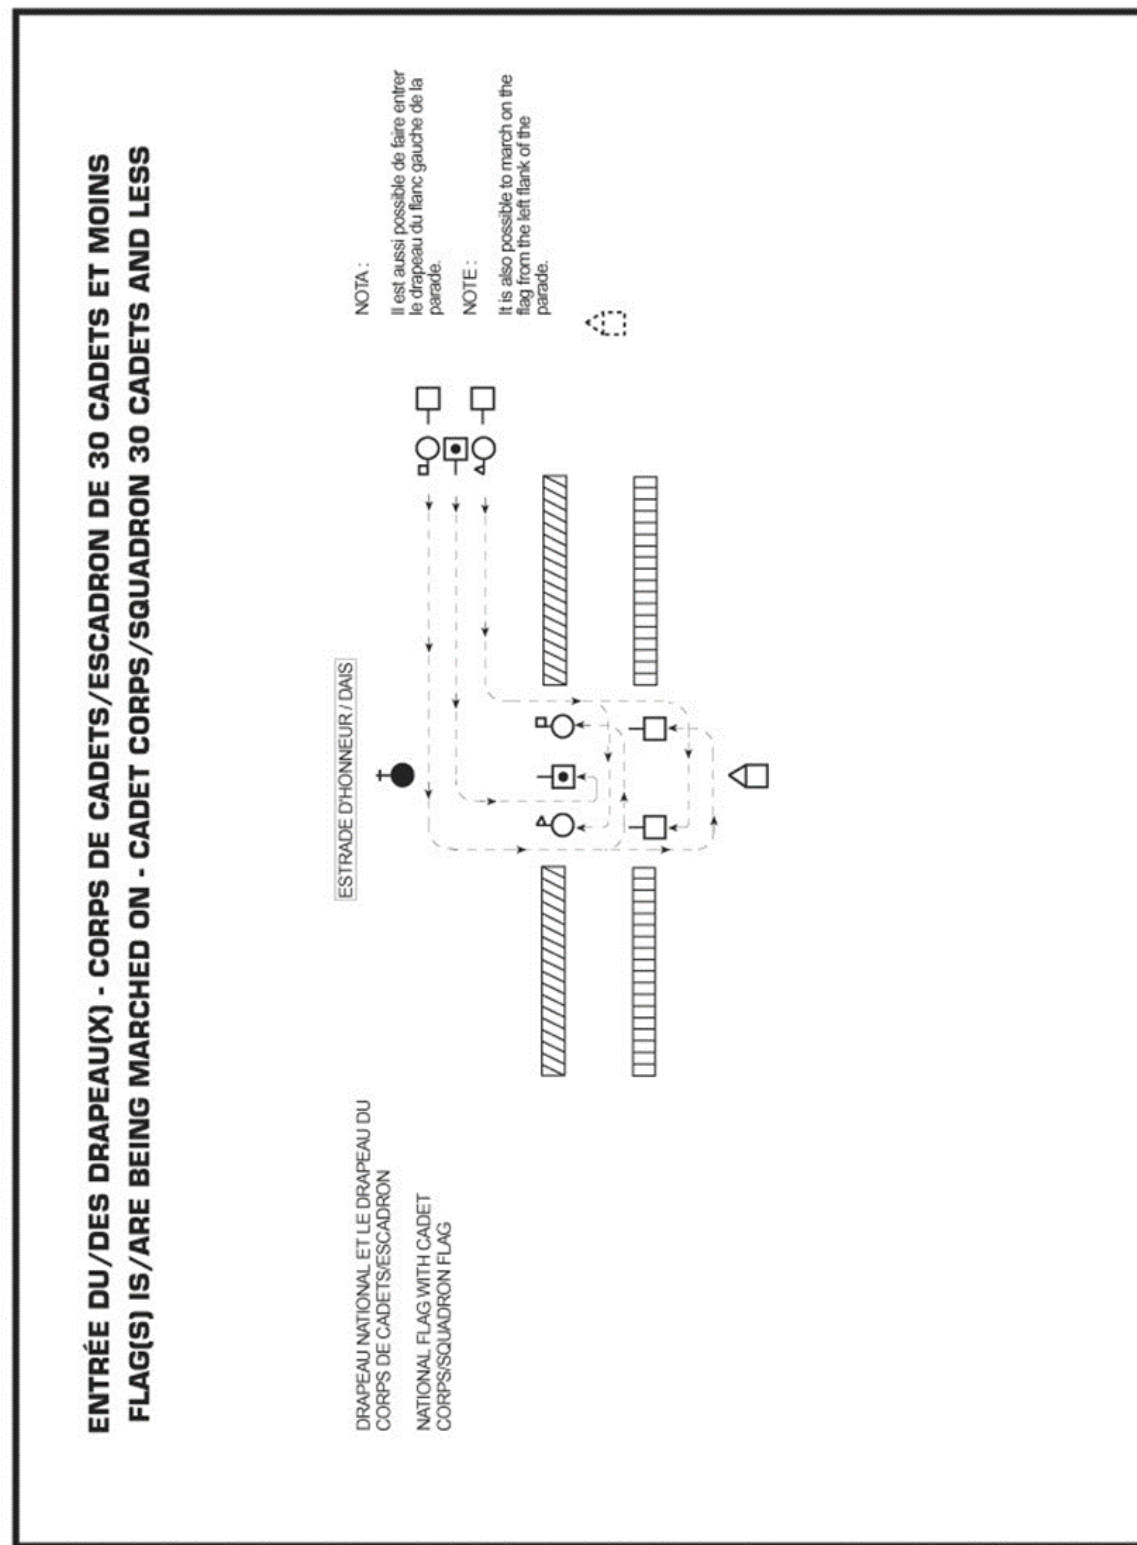 ENTRÉE DU/DES DRAPEAU(X) - CORPS DE CADETS/ESCADRON DE 30 CADETS ET MOINS
FLAG(S) IS/ARE BEING MARCHED ON - CADET CORPS/SQUADRON 30 CADETS AND LESS
DRAPEAU NATIONAL ET LE DRAPEAU DU
CORPS DE CADETS/ESCADRON
NATIONAL FLAG WITH CADET
CORPS/SQUADRON FLAG
ESTRADE D'HONNEUR / DAIS
NOTA :
Il est aussi possible de faire entrer
le drapeau du flanc gauche de la
parade.
NOTE :
It is also possible to march on the
flag from the left flank of the
parade.